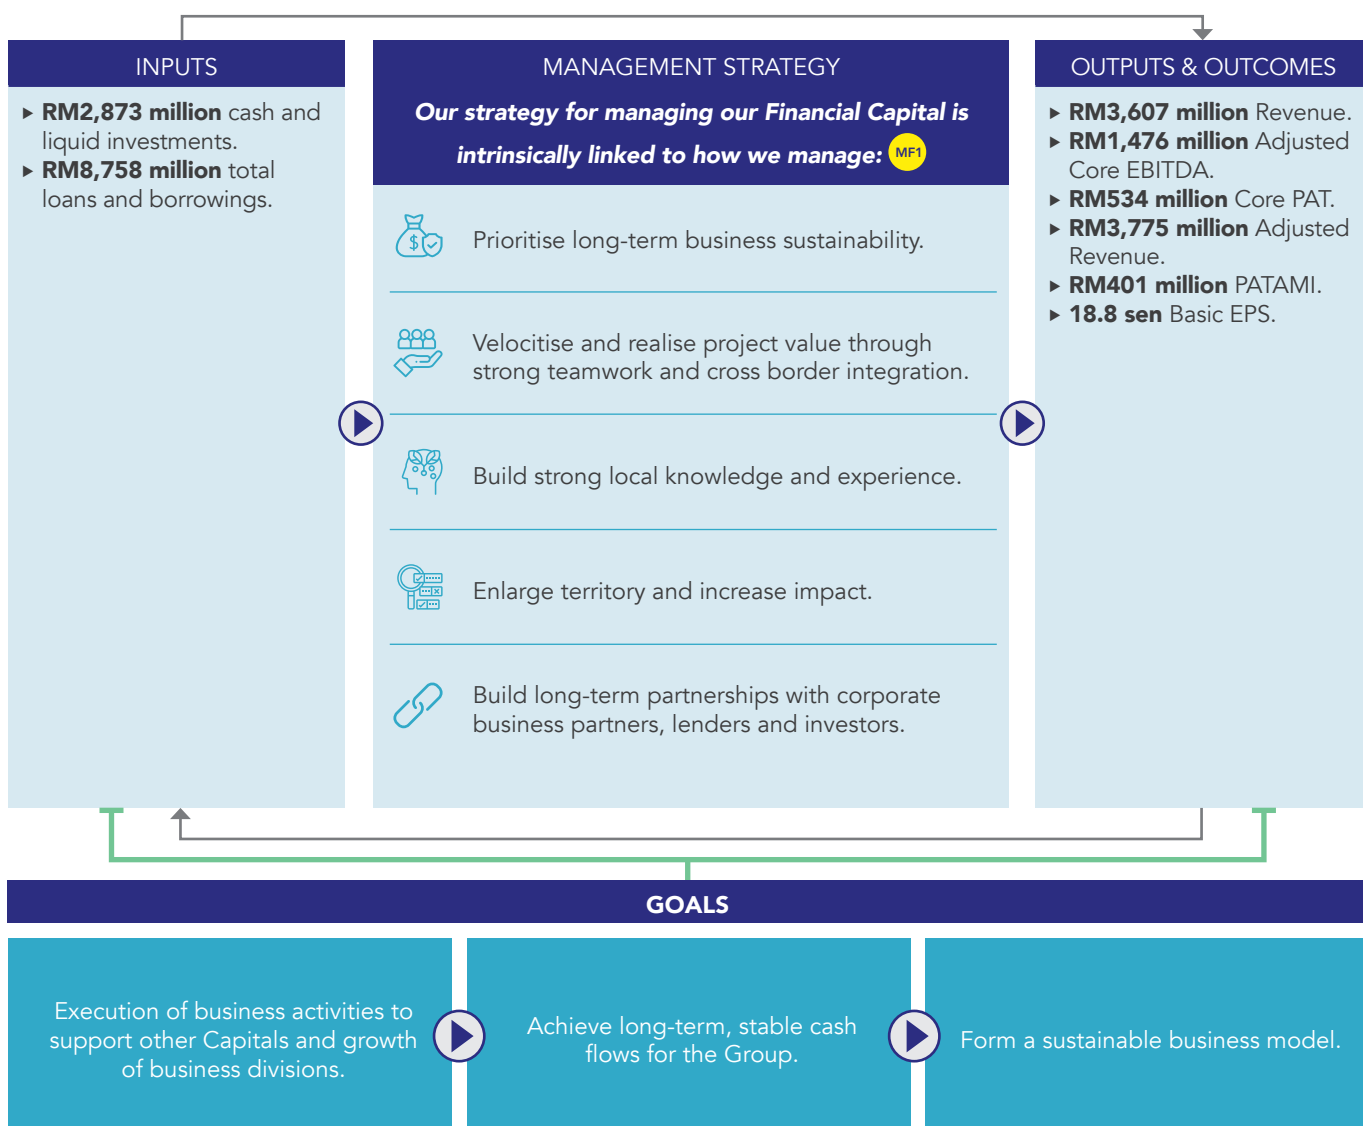 INPUTS
▶ RM2,873 million cash and
liquid investments.
▶ RM8,758 million total
loans and borrowings.
MANAGEMENT STRATEGY
Our strategy for managing our Financial Capital is
intrinsically linked to how we manage: MF1
$ Prioritise long-term business sustainability.
Velocitise and realise project value through
strong teamwork and cross border integration.
Build strong local knowledge and experience.
Enlarge territory and increase impact.
Build long-term partnerships with corporate
business partners, lenders and investors.
OUTPUTS & OUTCOMES
▶ RM3,607 million Revenue.
▶ RM1,476 million Adjusted
Core EBITDA.
▶ RM534 million Core PAT.
▶ RM3,775 million Adjusted
Revenue.
▶ RM401 million PATAMI.
▶ 18.8 sen Basic EPS.
GOALS
Execution of business activities to
support other Capitals and growth
of business divisions.
Achieve long-term, stable cash
flows for the Group.
Form a sustainable business model.